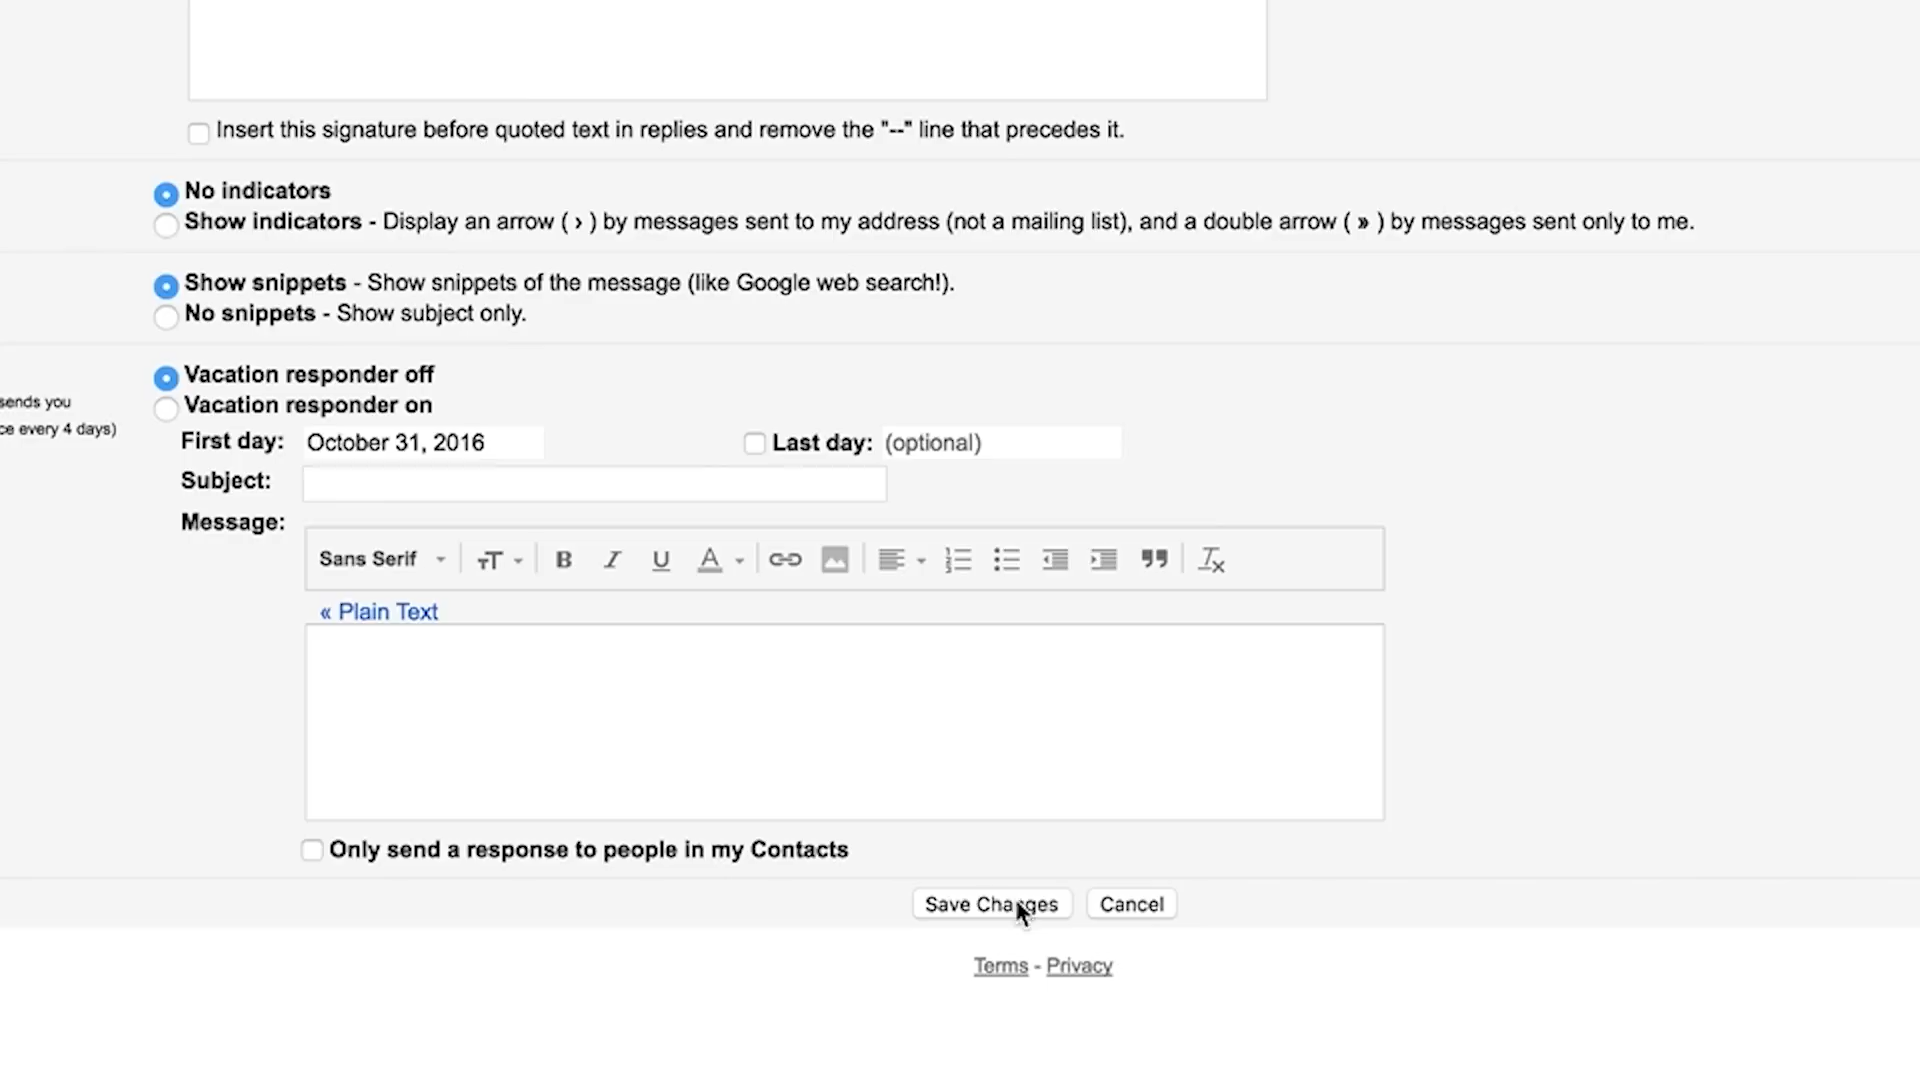 Insert this signature before quoted text in replies and remove the "--" line that precedes it.
No indicators
Show indicators - Display an arrow ( › ) by messages sent to my address (not a mailing list), and a double arrow ( » ) by messages sent only to me.
Show snippets - Show snippets of the message (like Google web search!).
No snippets - Show subject only.
Vacation responder off
sends you
Vacation responder on
ce every 4 days)
First day: October 31, 2016 Last day: (optional)
Subject:
Message:
Sans Serif
« Plain Text
Only send a response to people in my Contacts
Save Changes Cancel
Terms - Privacy